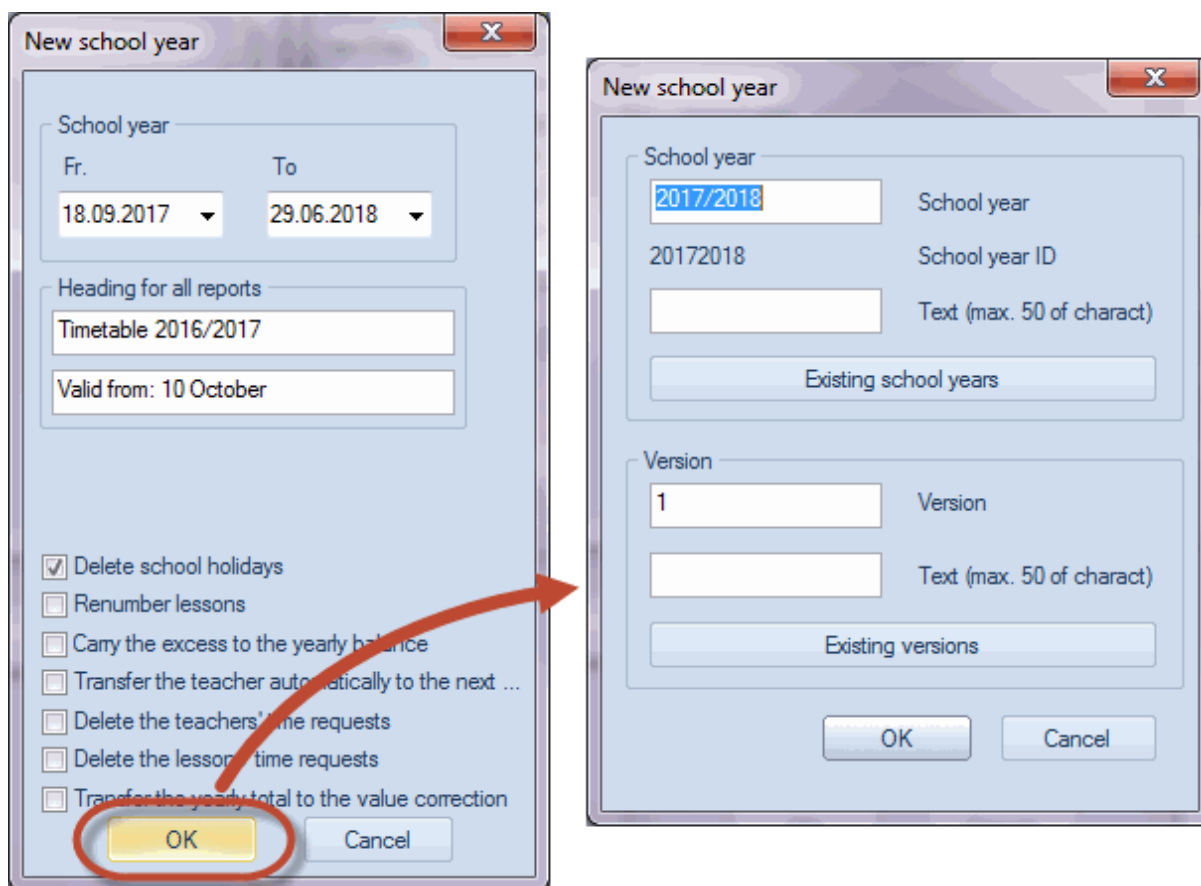 New school year
School year
Fr. To
18.09.2017 29.06.2018
Heading for all reports
Timetable 2016/2017
Valid from: 10 October
Delete school holidays
Renumber lessons
Carry the excess to the yearly balance
Transfer the teacher automatically to the next ...
Delete the teachers' time requests
Delete the lessons' time requests
Transfer the yearly total to the value correction
OK Cancel
New school year
School year
2017/2018 School year
20172018 School year ID
Text (max. 50 of charact)
Existing school years
Version
1 Version
Text (max. 50 of charact)
Existing versions
OK Cancel